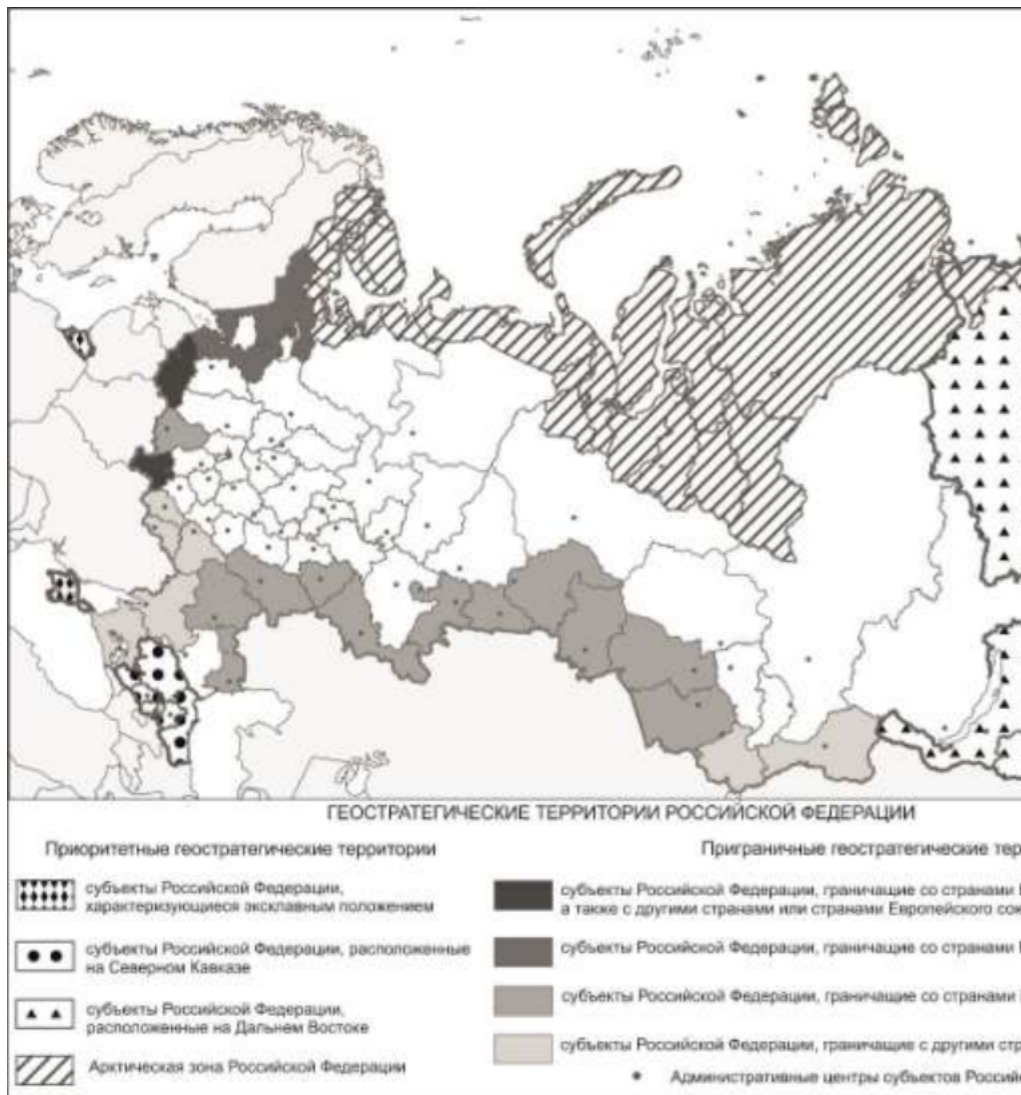 ГЕОСТРАТЕГИЧЕСКИЕ ТЕРРИТОРИИ РОССИЙСКОЙ ФЕДЕРАЦИИ
Приоритетные геостратегические территории
субъекты Российской Федерации,
характеризующиеся эксклавным положением
субъекты Российской Федерации, расположенные
на Северном Кавказе
субъекты Российской Федерации,
расположенные на Дальнем Востоке
Арктическая зона Российской Федерации
Приграничные геостратегические тер
субъекты Российской Федерации, граничащие со странами
а также с другими странами или странами Европейского сою
субъекты Российской Федерации, граничащие со странами
субъекты Российской Федерации, граничащие со странами
субъекты Российской Федерации, граничащие с другими стр
Административные центры субъектов Россий